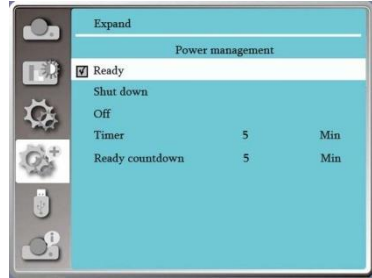 Expand
Power management
Ready
Shut down
Off
Timer 5 Min
Ready countdown 5 Min